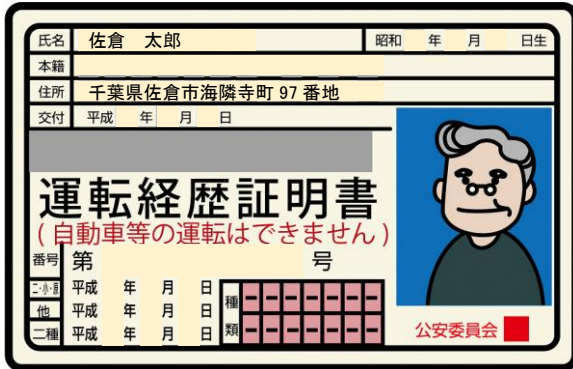 氏名 佐倉 太郎 昭和 年 月 日生
本籍
住所 千葉県佐倉市海隣寺町 97 番地
交付 平成 年 月 日
運転経歴証明書
(自動車等の運転はできません)
番号 第 号
二・小・原 平成 年 月 日
他 平成 年 月 日
二種 平成 年 月 日
種類 - - - - - - -
- - - - - - -
公安委員会